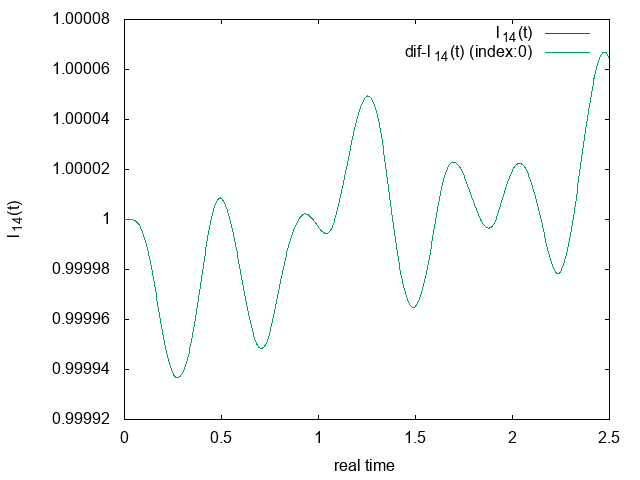 1.00008
1.00006
1.00004
1.00002
1
0.99998
0.99996
0.99994
0.99992
I 14(t)
I 14(t)
dif-I 14(t) (index:0)
0 0.5 1 1.5 2 2.5
real time